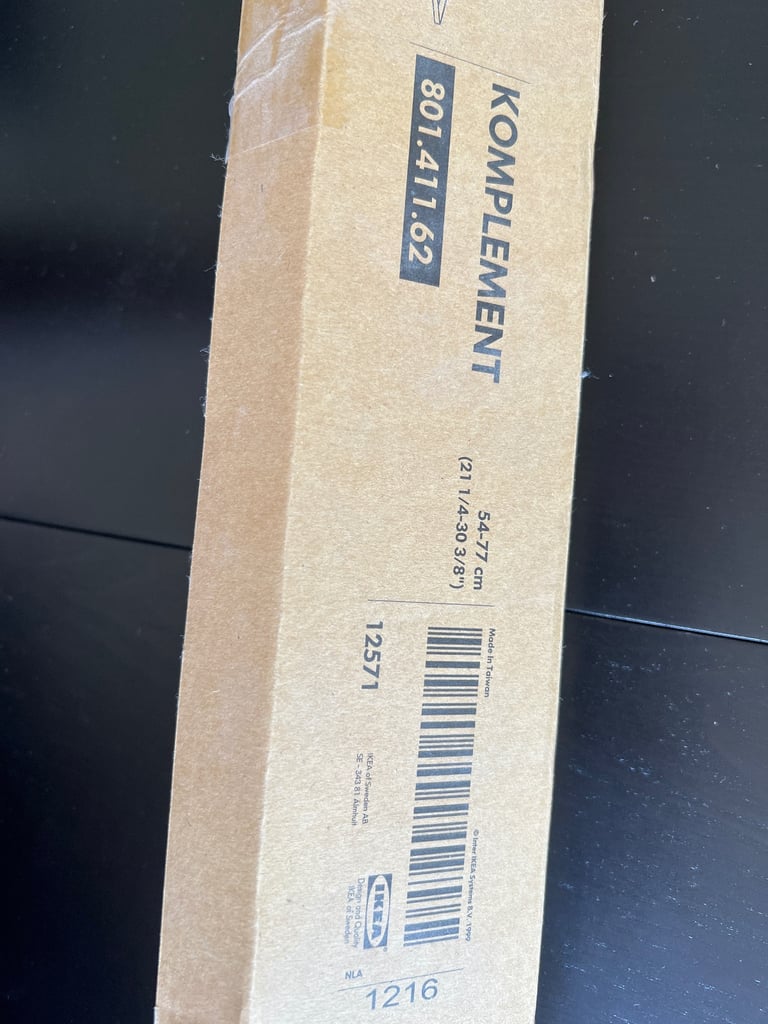 KOMPLEMENT
801.411.62
54-77 cm
(21 1/4-30 3/8")
Made in Taiwan
© Inter IKEA Systems B.V. 1999
12571
IKEA of Sweden AB
SE - 343 81 Älmhult
IKEA®
Design and Quality
IKEA of Sweden
NLA
1216